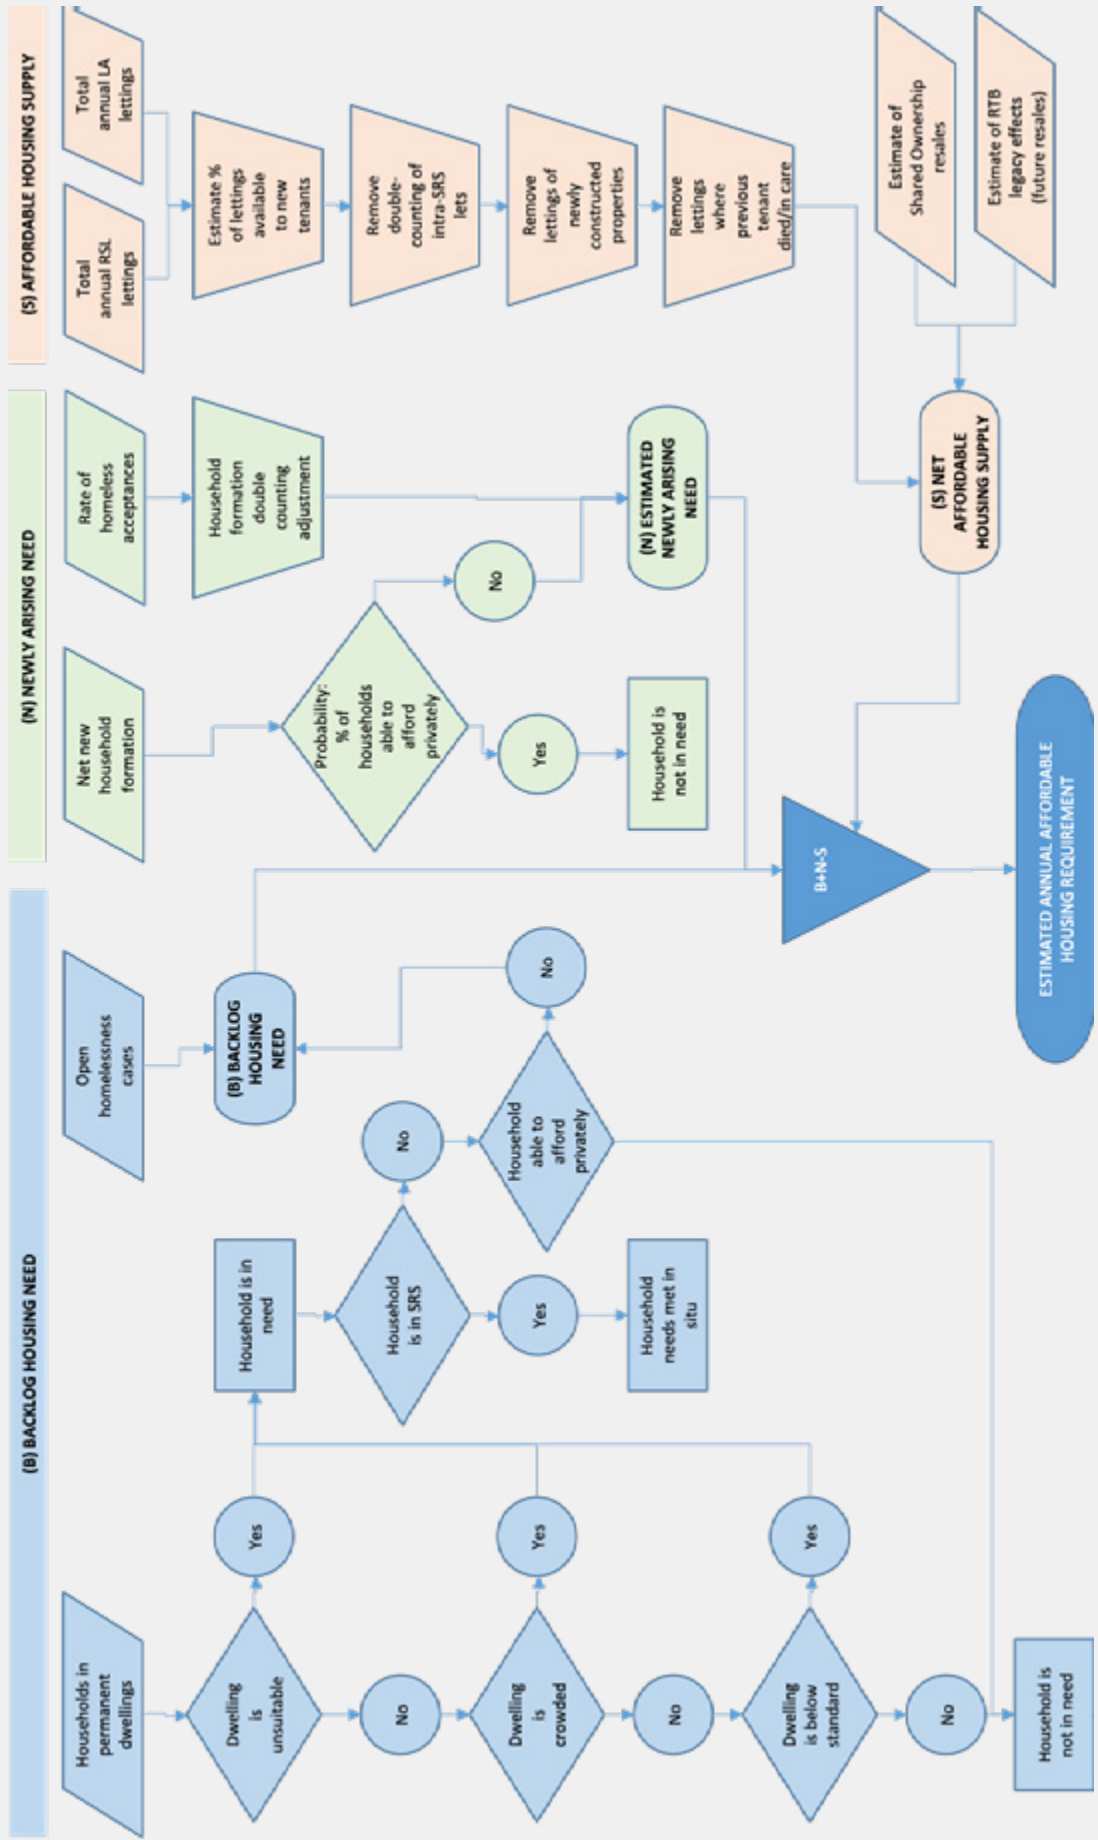 (B) BACKLOG HOUSING NEED
Households in
permanent
dwellings
Dwelling
is
unsuitable
Yes
No
Dwelling
is
crowded
Yes
No
Dwelling
is below
standard
Yes
No
Household is
not in need
Household is in
need
Household
is in SRS
Yes
Household
needs met in
situ
No
Household
able to
afford
privately
No
Open
homelessness
cases
(B) BACKLOG
HOUSING
NEED
(N) NEWLY ARISING NEED
Net new
household
formation
Probability:
% of
households
able to
afford
privately
Yes
Household is
not in need
No
Rate of
homeless
acceptances
Household
formation
double
counting
adjustment
(N) ESTIMATED
NEWLY ARISING
NEED
(S) AFFORDABLE HOUSING SUPPLY
Total
annual RSL
lettings
Total
annual LA
lettings
Estimate %
of lettings
available
to new
tenants
Remove
double-
counting of
intra-SRS
lets
Remove
lettings of
newly
constructed
properties
Remove
lettings
where
previous
tenant
died/in care
Estimate of
Shared Ownership
resales
Estimate of RTB
legacy effects
(future resales)
(S) NET
AFFORDABLE
HOUSING SUPPLY
B+N-S
ESTIMATED ANNUAL AFFORDABLE
HOUSING REQUIREMENT